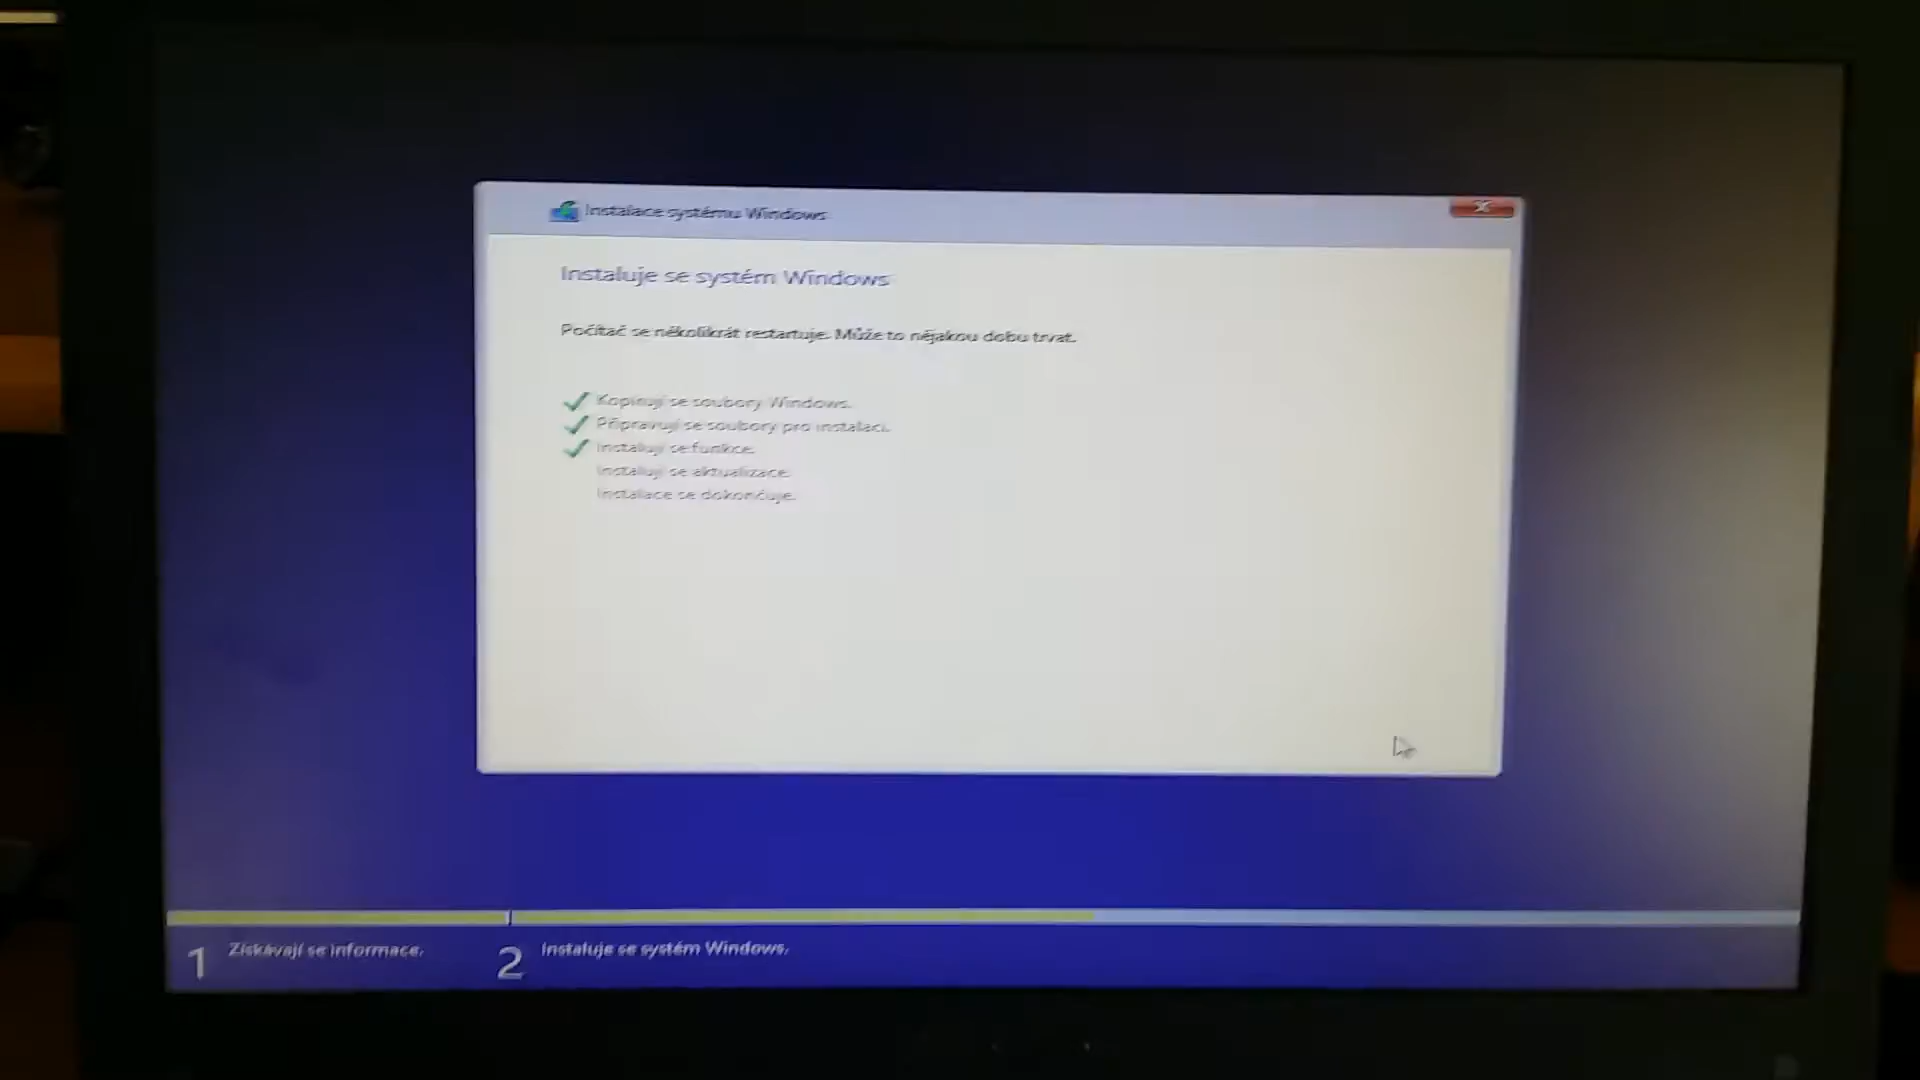 Instalace systému Windows
Instaluje se systém Windows
Počítač se několikrát restartuje. Může to nějakou dobu trvat.
Kopírují se soubory Windows.
Připravují se soubory pro instalaci.
Instalují se funkce.
Instalují se aktualizace.
Instalace se dokončuje.
1 Získávají se informace.
2 Instaluje se systém Windows.